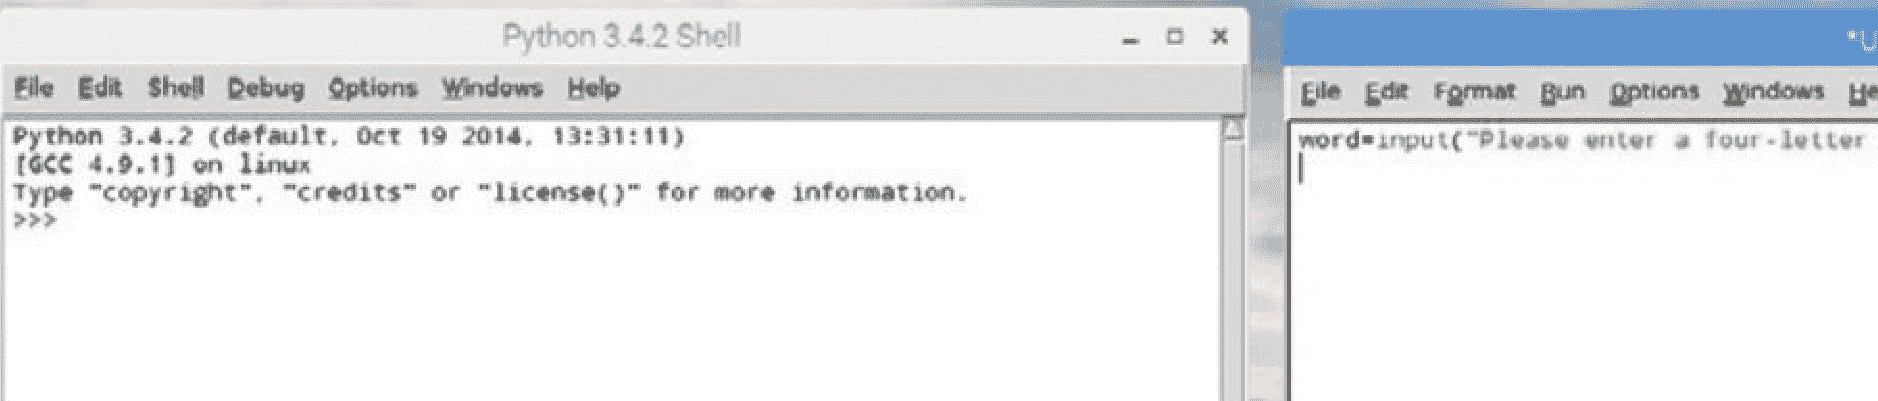 Python 3.4.2 Shell
File Edit Shell Debug Options Windows Help
Python 3.4.2 (default, Oct 19 2014, 13:31:11)
[GCC 4.9.1] on linux
Type "copyright", "credits" or "license()" for more information.
>>>
*U
File Edit Format Run Options Windows He
word=input("Please enter a four-letter